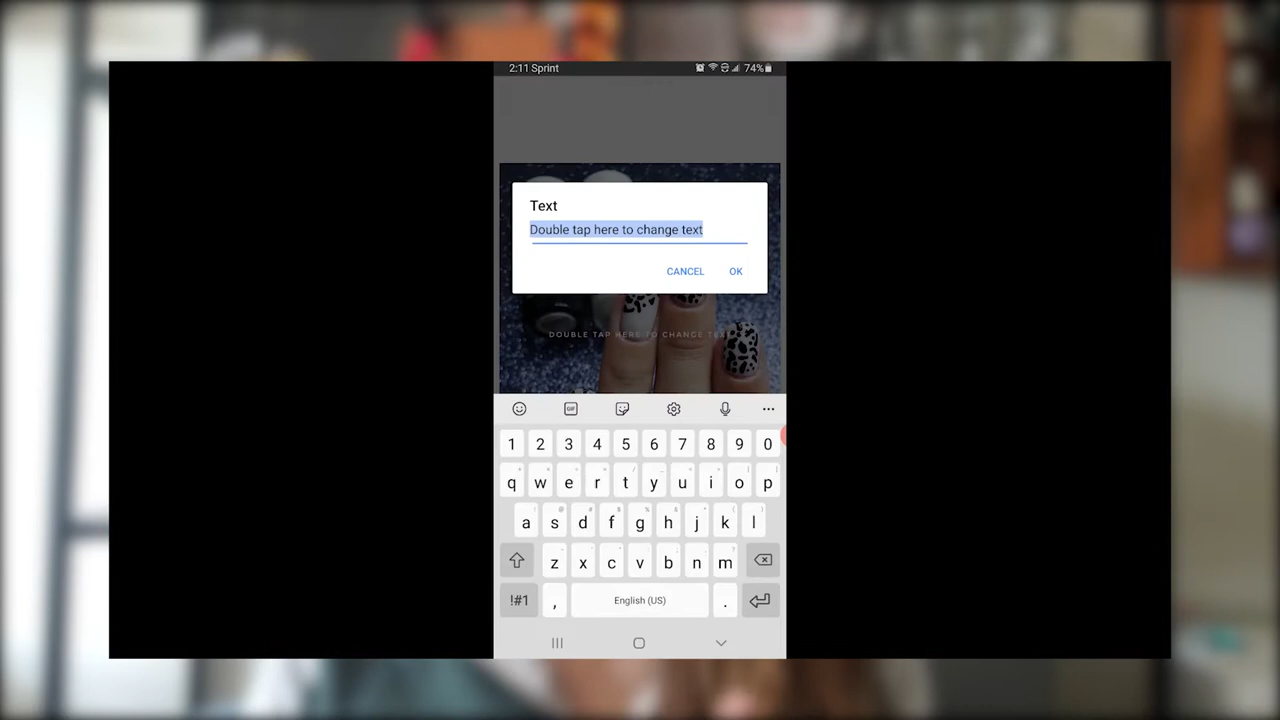 2:11 Sprint 74%
Text
Double tap here to change text
CANCEL OK
DOUBLE TAP HERE TO CHANGE TEXT
GIF
1 2 3 4 5 6 7 8 9 0
q w e r t y u i o p
a s d f g h j k l
z x c v b n m
!#1 , English (US) .